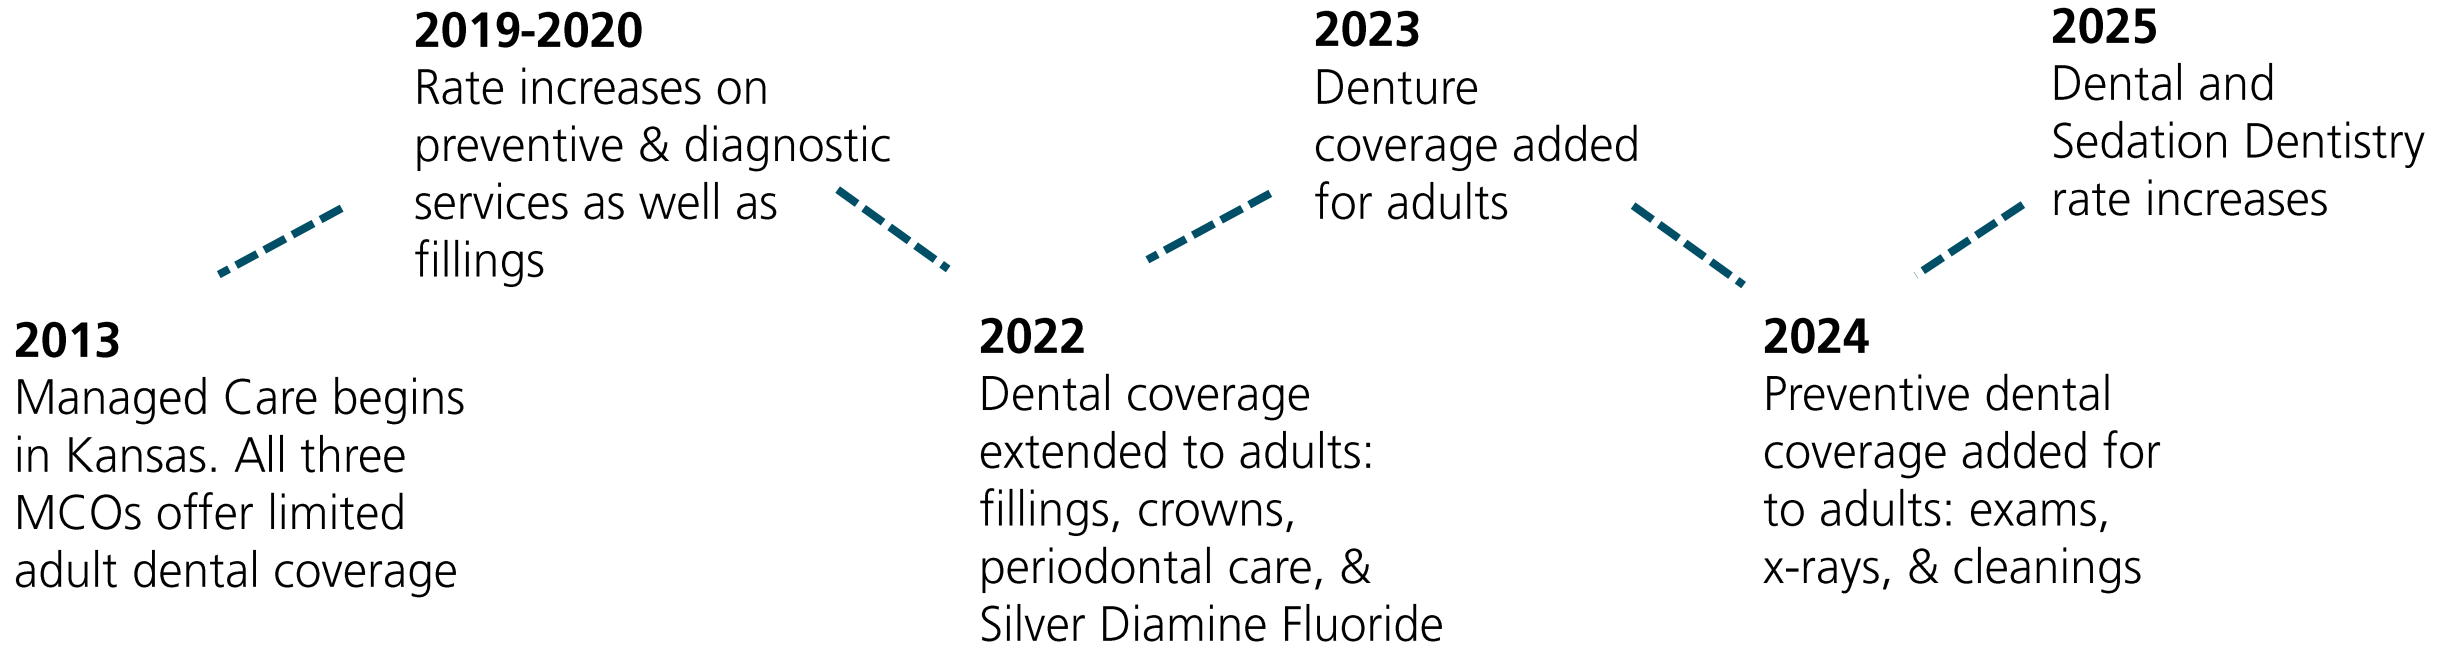 2013
Managed Care begins
in Kansas. All three
MCOs offer limited
adult dental coverage
2019-2020
Rate increases on
preventive & diagnostic
services as well as
fillings
2022
Dental coverage
extended to adults:
fillings, crowns,
periodontal care, &
Silver Diamine Fluoride
2023
Denture
coverage added
for adults
2024
Preventive dental
coverage added for
to adults: exams,
x-rays, & cleanings
2025
Dental and
Sedation Dentistry
rate increases